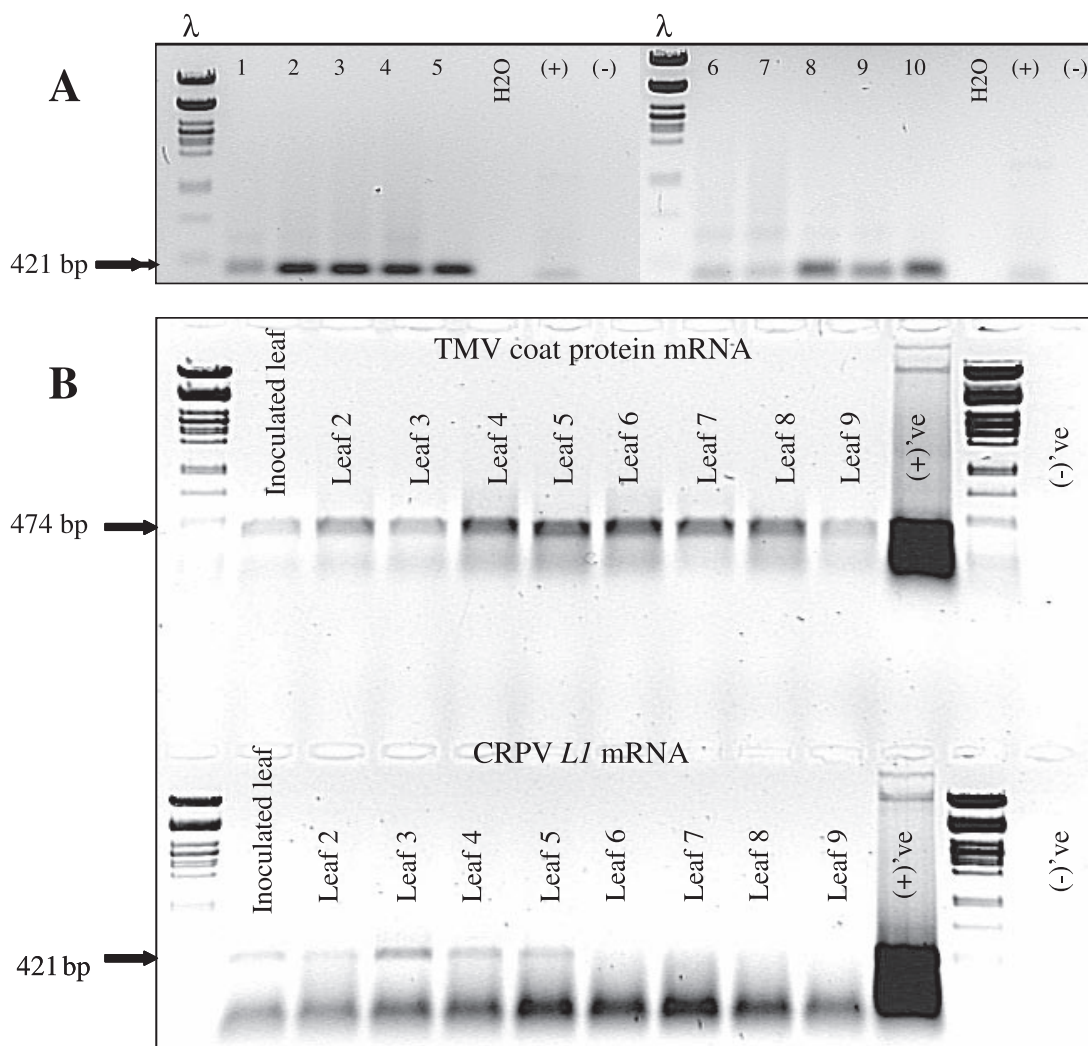 λ λ
A 1 2 3 4 5 H2O (+) (-) 6 7 8 9 10 H2O (+) (-)
421 bp
B
TMV coat protein mRNA
Inoculated leaf Leaf 2 Leaf 3 Leaf 4 Leaf 5 Leaf 6 Leaf 7 Leaf 8 Leaf 9 (+)'ve (-)'ve
474 bp
CRPV L1 mRNA
Inoculated leaf Leaf 2 Leaf 3 Leaf 4 Leaf 5 Leaf 6 Leaf 7 Leaf 8 Leaf 9 (+)'ve (-)'ve
421 bp